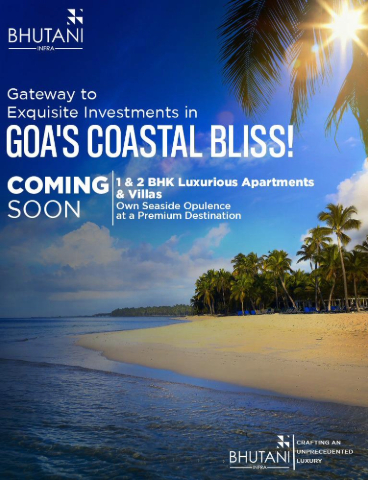 BHUTANI
INFRA
Gateway to
Exquisite Investments in
GOA'S COASTAL BLISS!
COMING
SOON
1 & 2 BHK Luxurious Apartments
& Villas
Own Seaside Opulence
at a Premium Destination
BHUTANI
INFRA
CRAFTING AN
UNPRECEDENTED
LUXURY